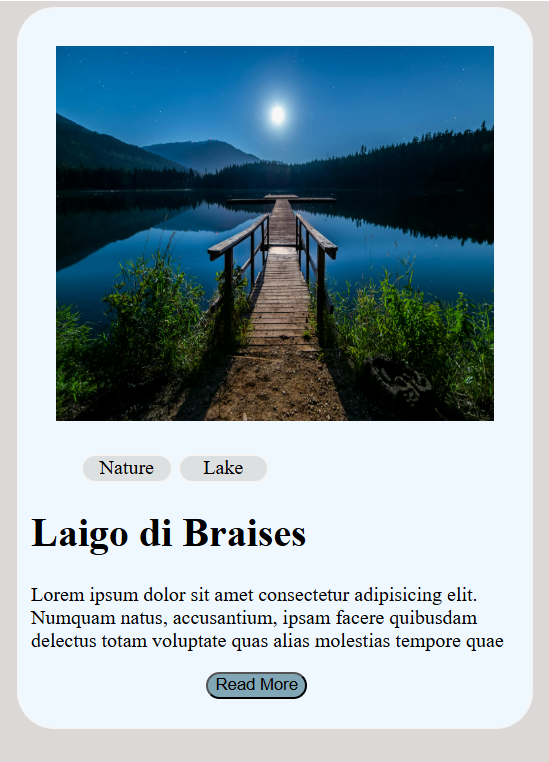 Nature Lake
Laigo di Braises
Lorem ipsum dolor sit amet consectetur adipisicing elit.
Numquam natus, accusantium, ipsam facere quibusdam
delectus totam voluptate quas alias molestias tempore quae
Read More